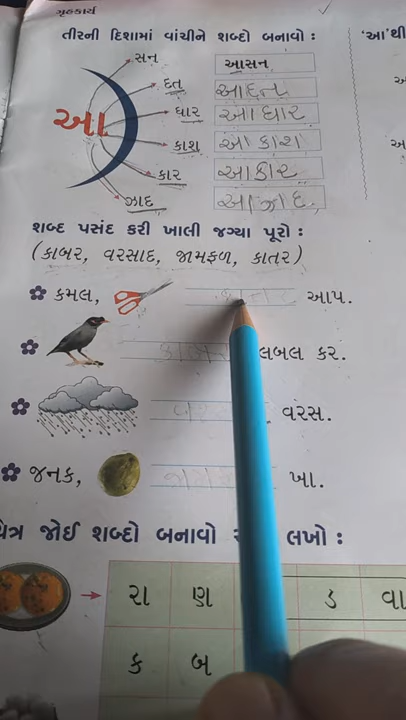 ગૃહકાર્ય
તીરની દિશામાં વાંચીને શબ્દો બનાવો : 'આ'થી
આ
સન આસન
દત આદત
ધાર આધાર
કાશ આકાશ
કાર આકાર
ઝાદ આઝાદ
શબ્દ પસંદ કરી ખાલી જગ્યા પૂરો :
(કાબર, વરસાદ, જામફળ, કાતર)
કમલ, આપ.
લબલ કર.
વરસ.
જનક, ખા.
ચિત્ર જોઈ શબ્દો બનાવો લખો :
રા ણ ડ વા
ક બ